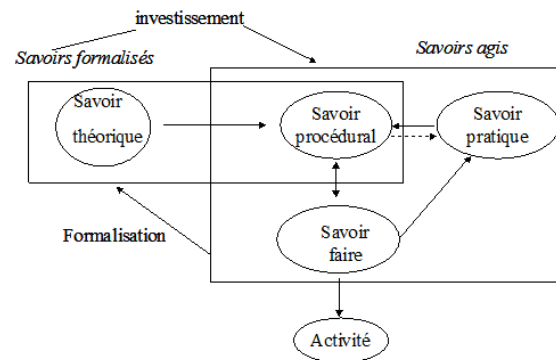 investissement
Savoirs formalisés
Savoirs agis
Savoir
théorique
Savoir
procédural
Savoir
pratique
Formalisation
Savoir
faire
Activité